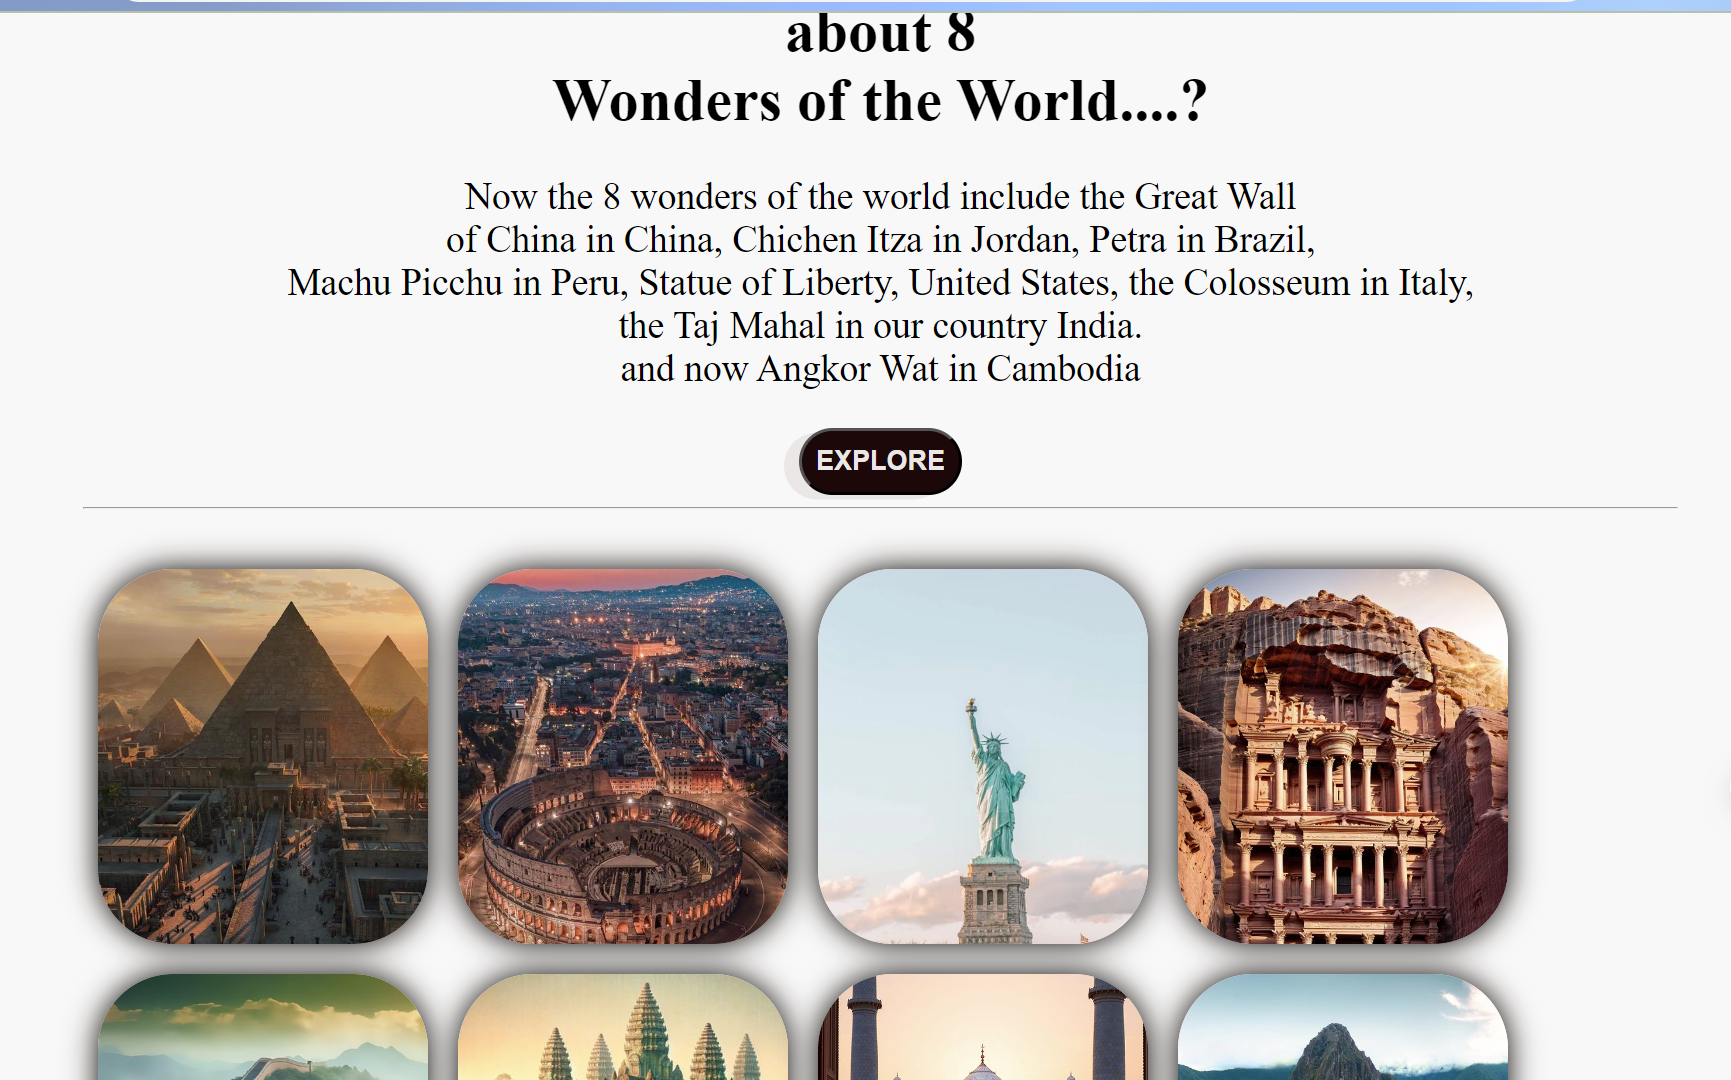 about 8
Wonders of the World....?
Now the 8 wonders of the world include the Great Wall
of China in China, Chichen Itza in Jordan, Petra in Brazil,
Machu Picchu in Peru, Statue of Liberty, United States, the Colosseum in Italy,
the Taj Mahal in our country India.
and now Angkor Wat in Cambodia
EXPLORE